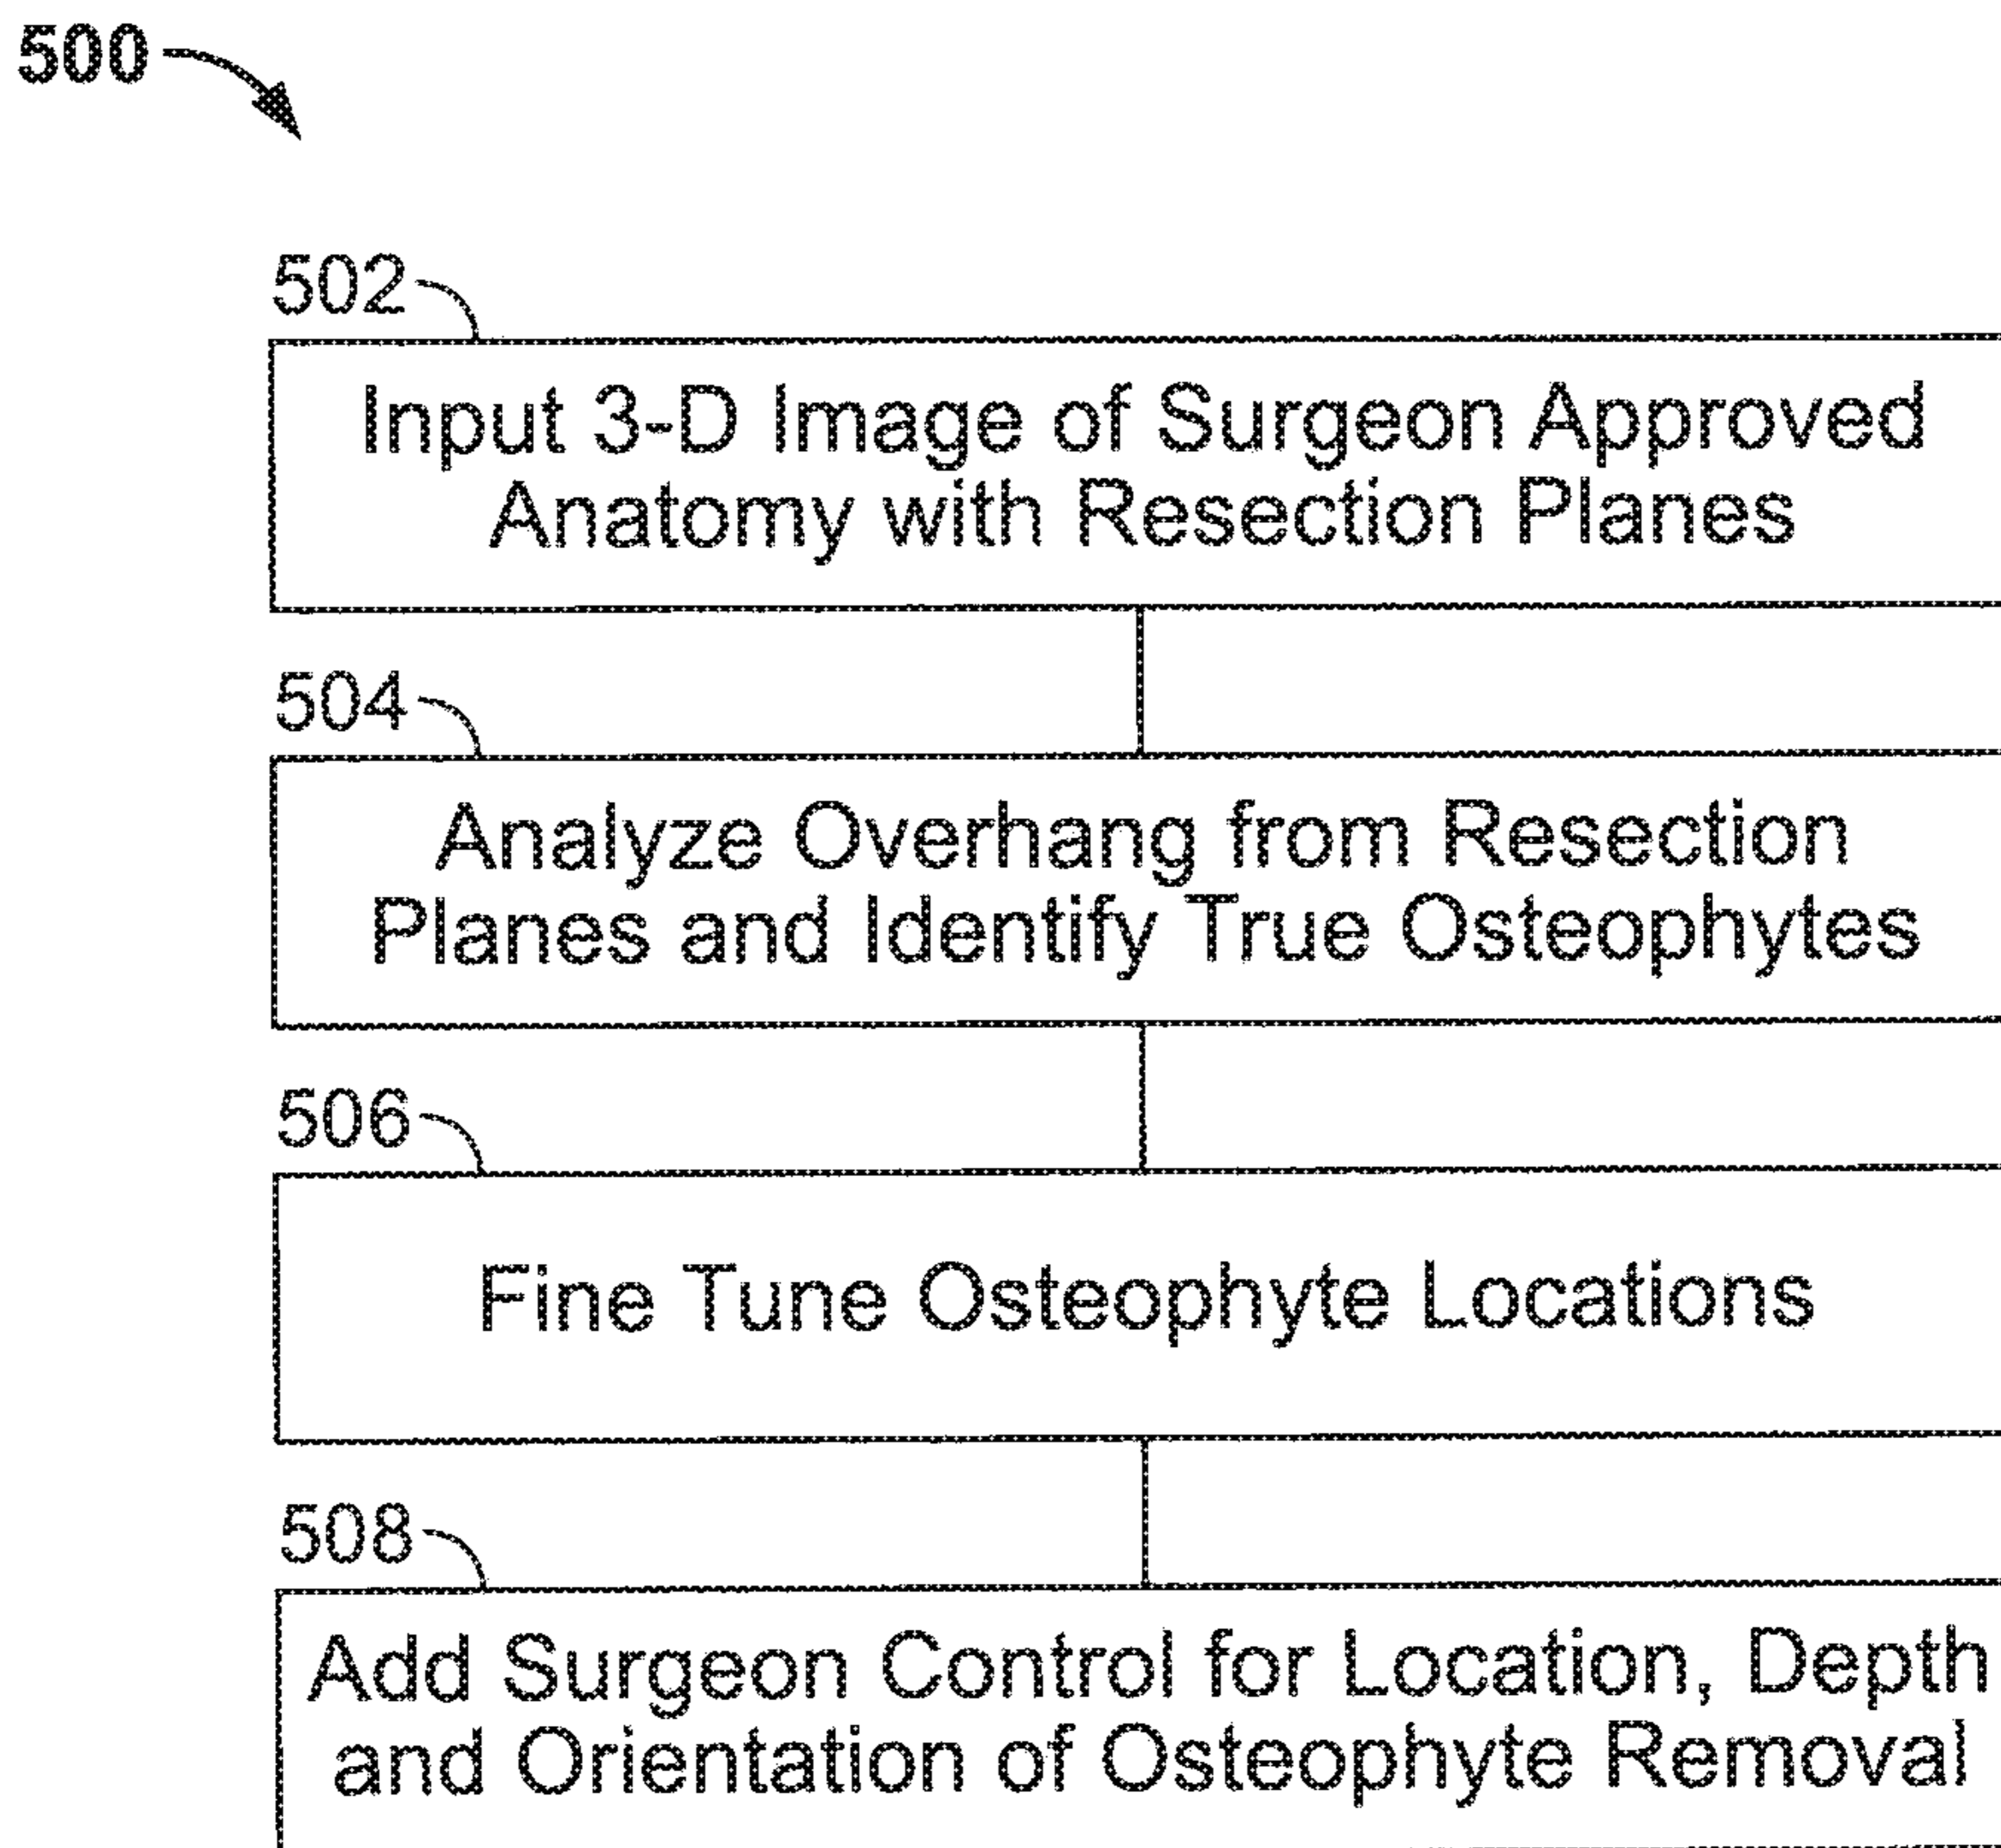 500
502
Input 3-D Image of Surgeon Approved
Anatomy with Resection Planes
504
Analyze Overhang from Resection
Planes and Identify True Osteophytes
506
Fine Tune Osteophyte Locations
508
Add Surgeon Control for Location, Depth
and Orientation of Osteophyte Removal